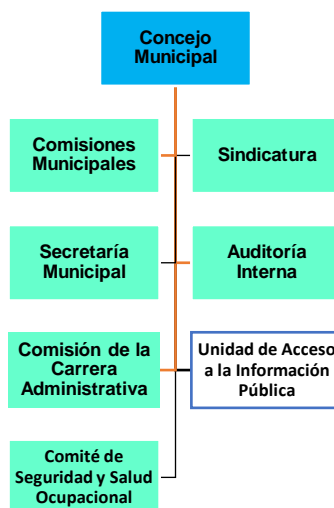 Concejo
Municipal
Comisiones
Municipales
Sindicatura
Secretaría
Municipal
Auditoría
Interna
Comisión de la
Carrera
Administrativa
Unidad de Acceso
a la Información
Pública
Comité de
Seguridad y Salud
Ocupacional